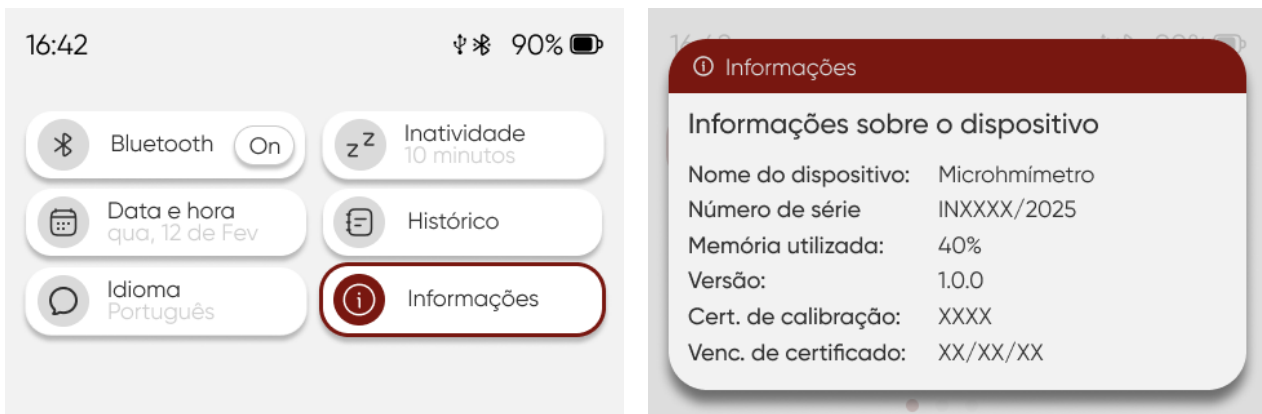 16:42
90%
Bluetooth On
Inatividade
10 minutos
Data e hora
qua, 12 de Fev
Histórico
Idioma
Português
Informações
Informações
Informações sobre o dispositivo
Nome do dispositivo: Microhmímetro
Número de série INXXXX/2025
Memória utilizada: 40%
Versão: 1.0.0
Cert. de calibração: XXXX
Venc. de certificado: XX/XX/XX